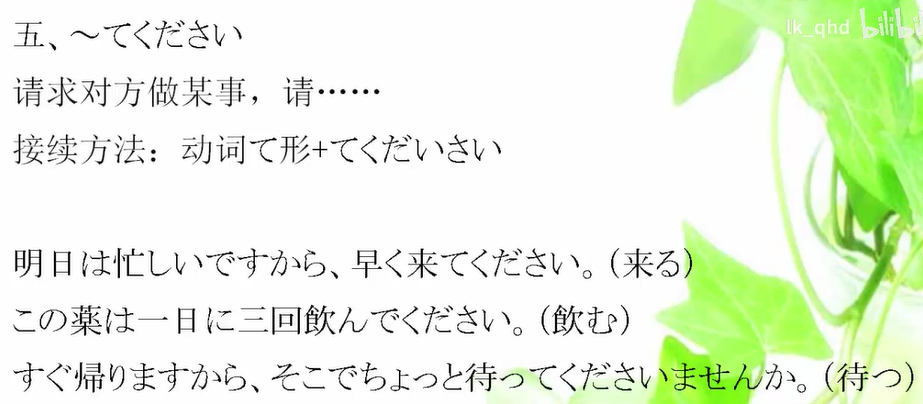 lk_qhd bilibi
五、～てください
请求对方做某事，请……
接续方法：动词て形+てくだいさい
明日は忙しいですから、早く来てください。（来る）
この薬は一日に三回飲んでください。（飲む）
すぐ帰りますから、そこでちょっと待ってくださいませんか。（待つ）